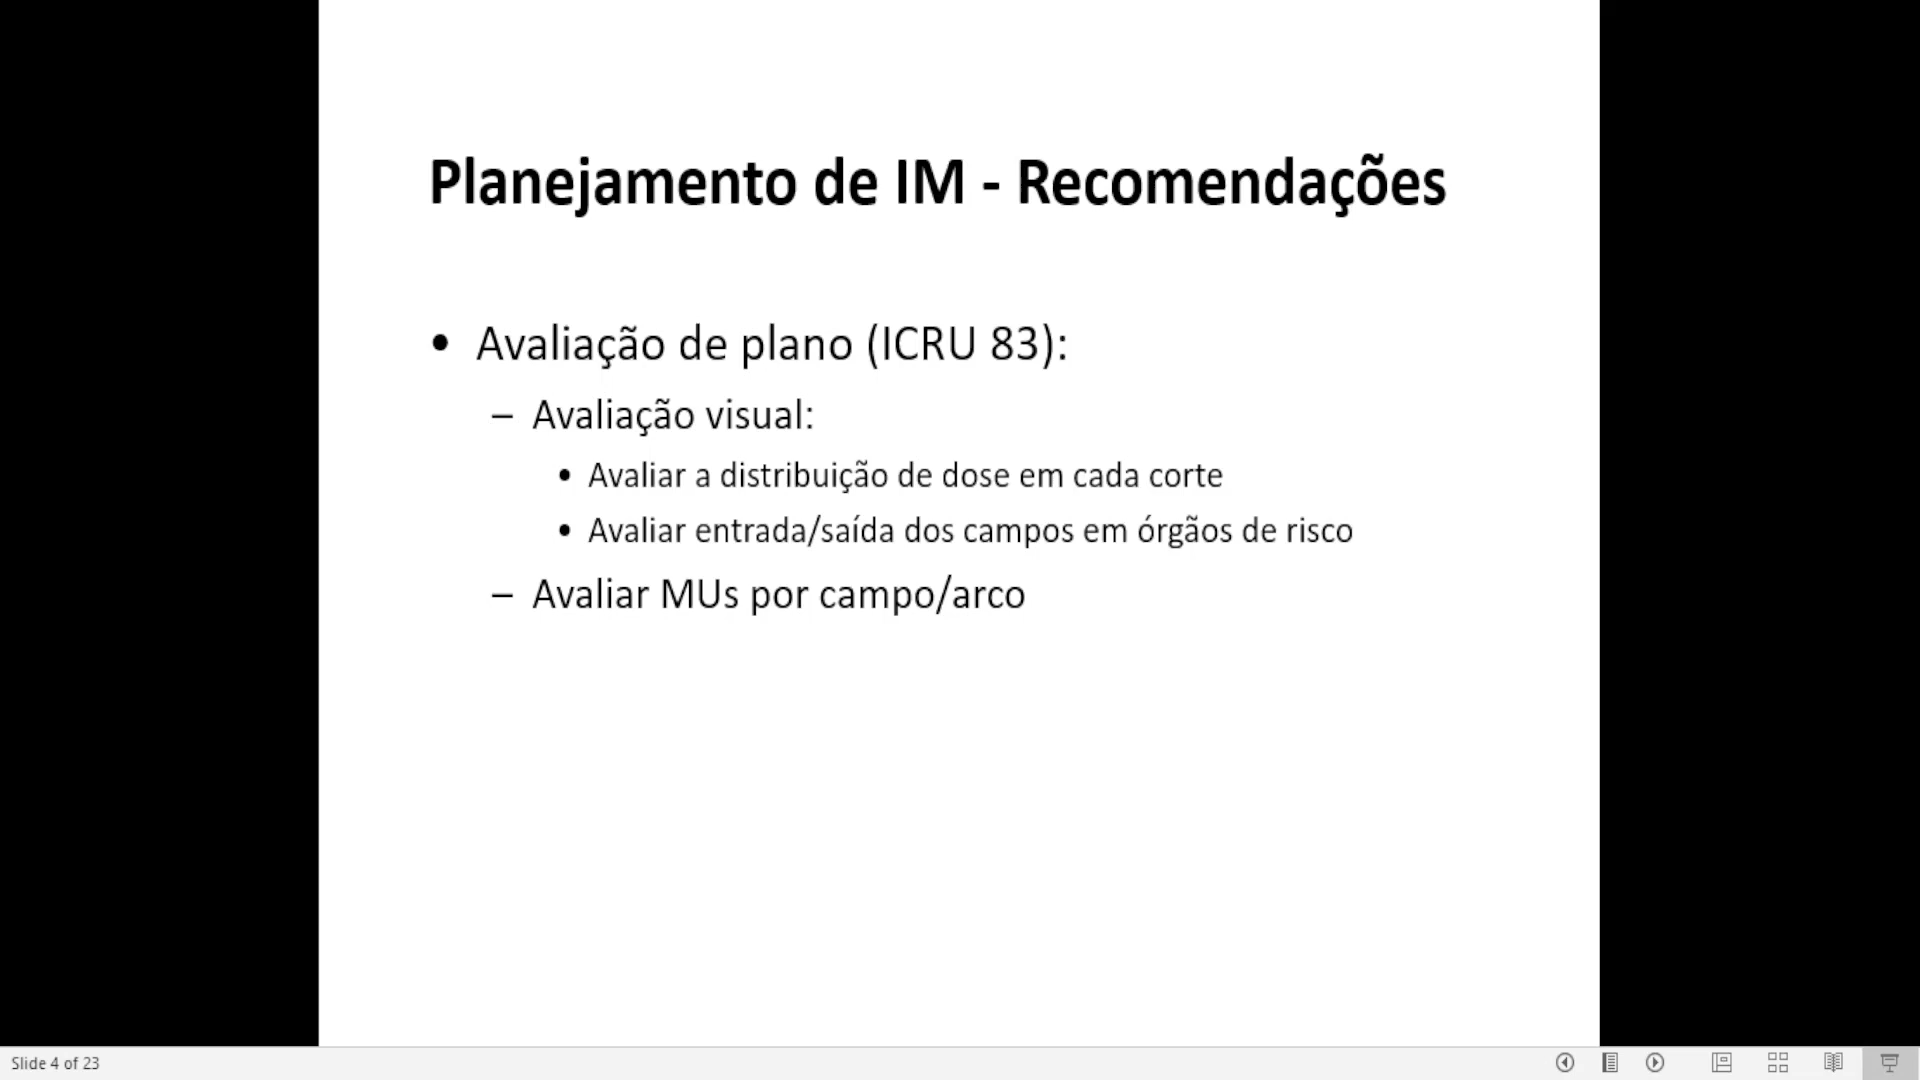 Planejamento de IM - Recomendações
• Avaliação de plano (ICRU 83):
– Avaliação visual:
• Avaliar a distribuição de dose em cada corte
• Avaliar entrada/saída dos campos em órgãos de risco
– Avaliar MUs por campo/arco
Slide 4 of 23